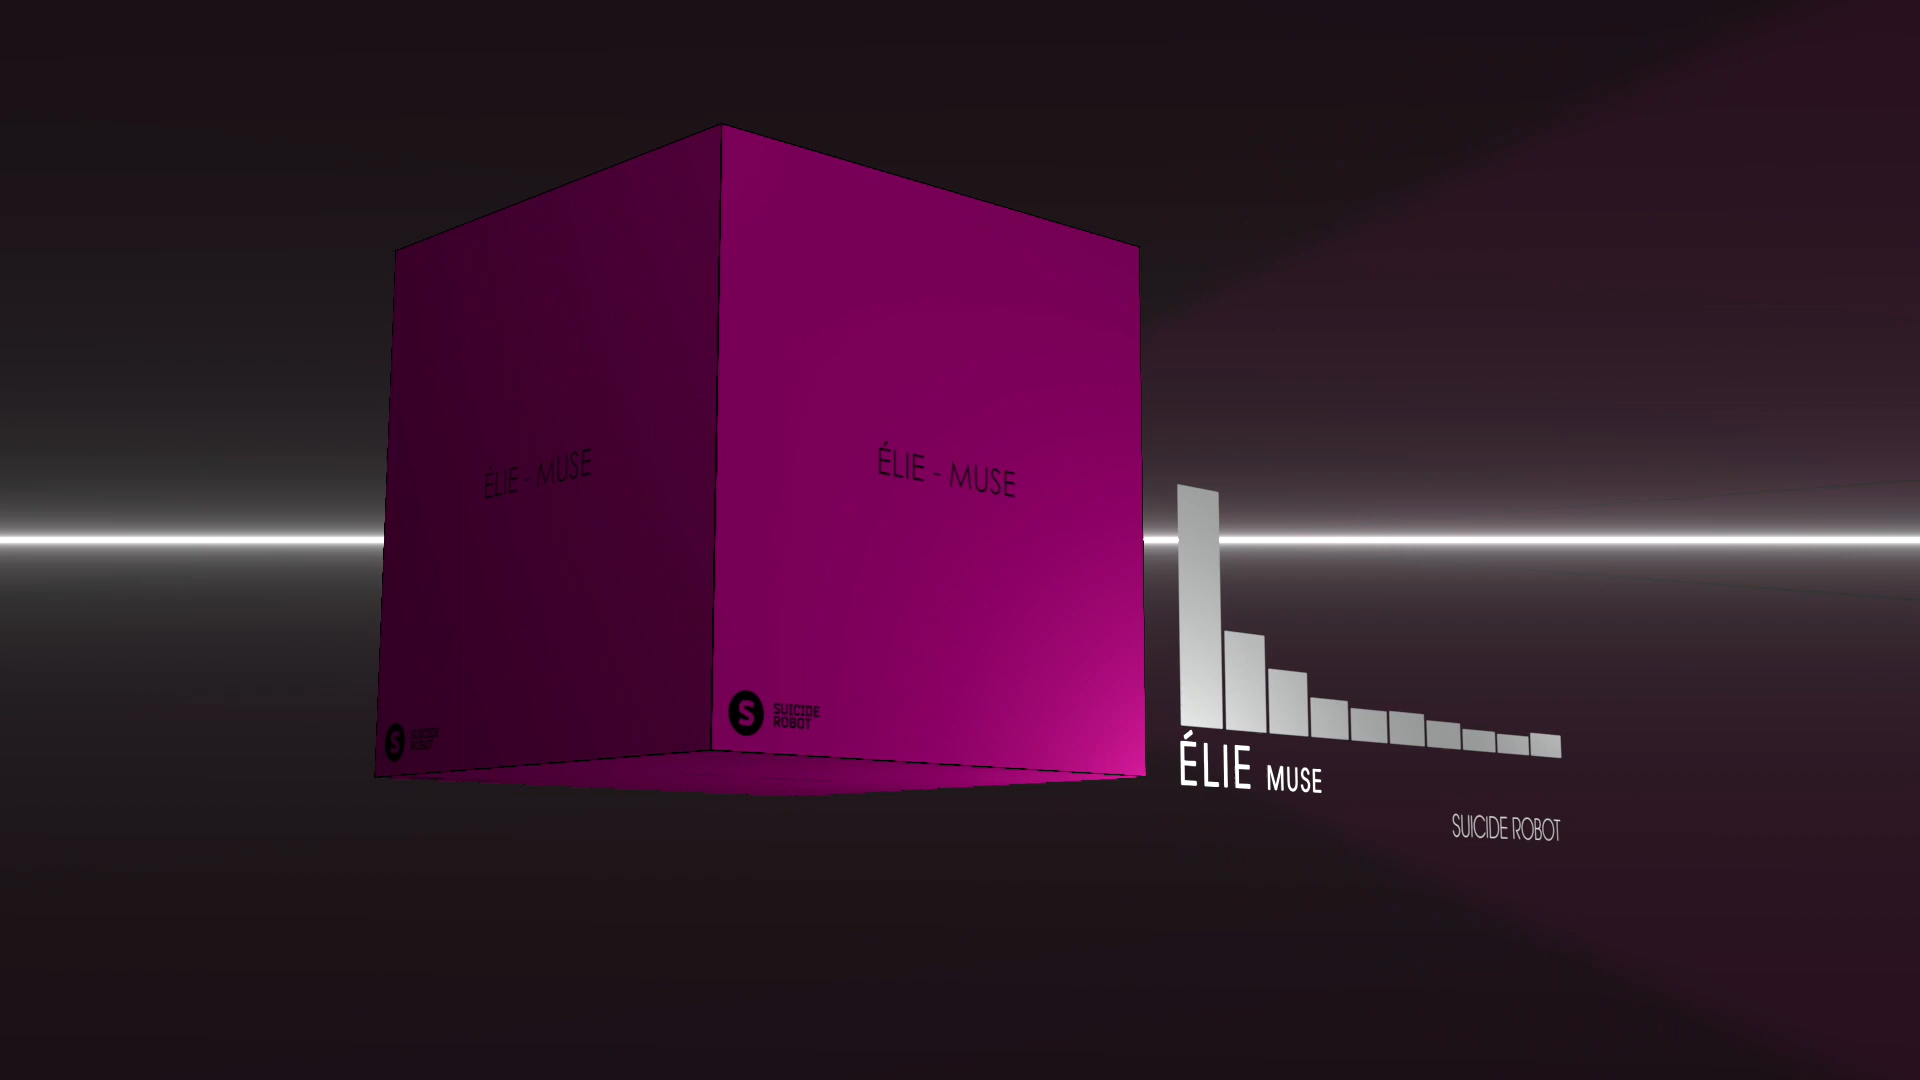 ÉLIE - MUSE
ÉLIE - MUSE
S SUICIDE
ROBOT
S SUICIDE
ROBOT
ÉLIE MUSE
SUICIDE ROBOT